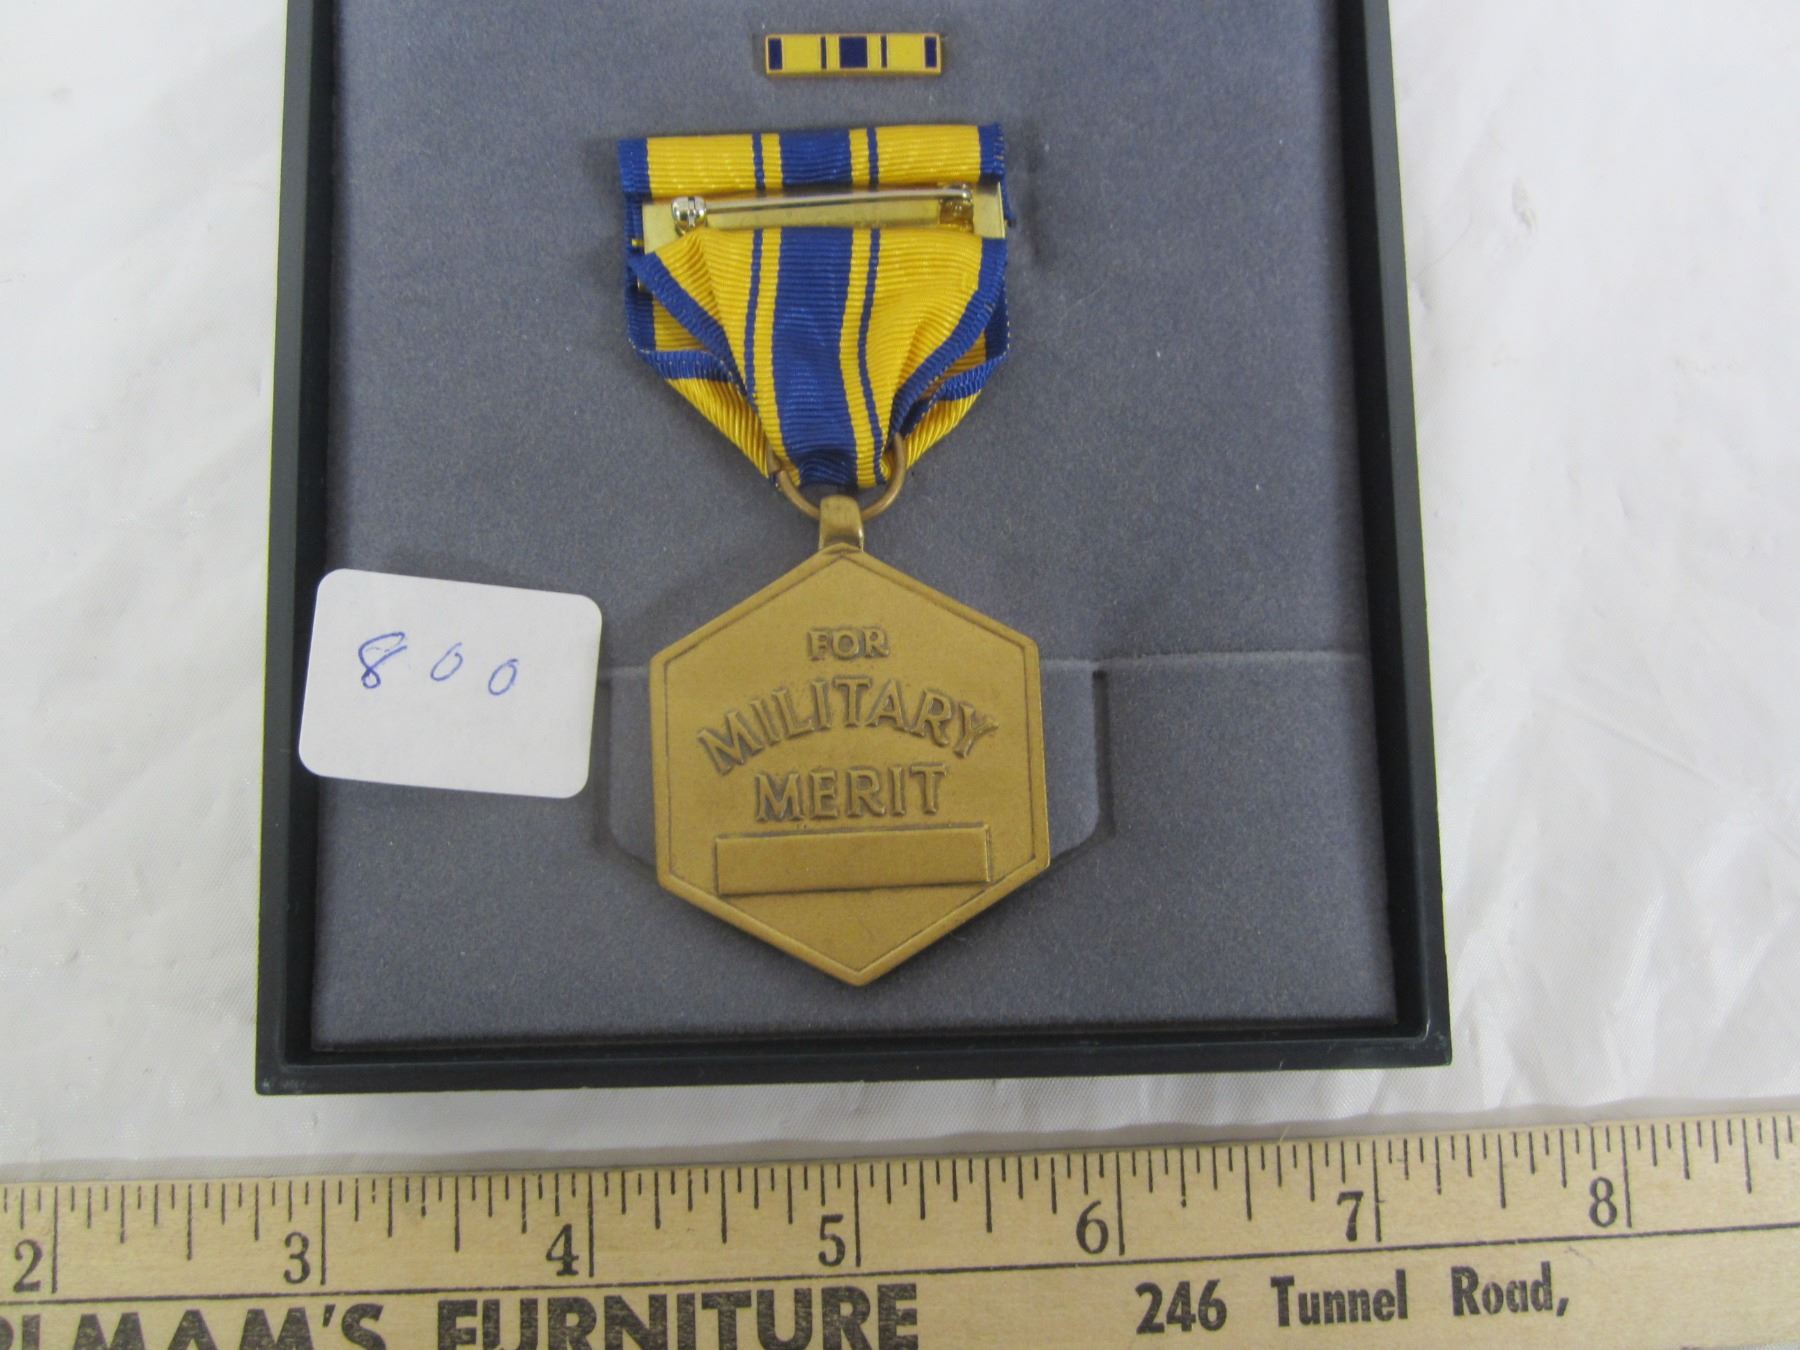 800
FOR
MILITARY
MERIT
2 3 4 5 6 7 8
FURNITURE
246 Tunnel Road,